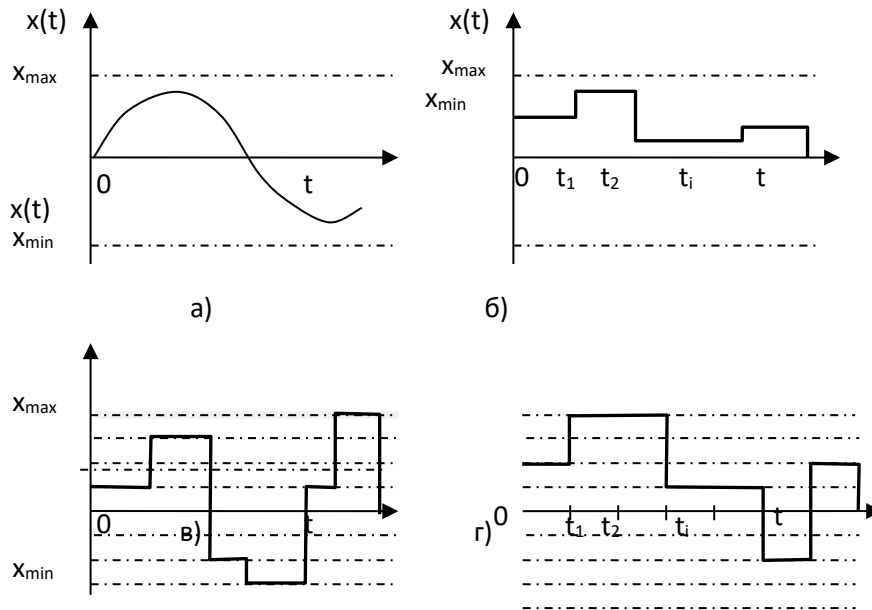 x(t)
x(t)
xmax
xmax
xmin
0
t
0
t1
t2
ti
t
x(t)
xmin
а)
б)
xmax
0
t
в)
xmin
0
t1
t2
ti
t
г)